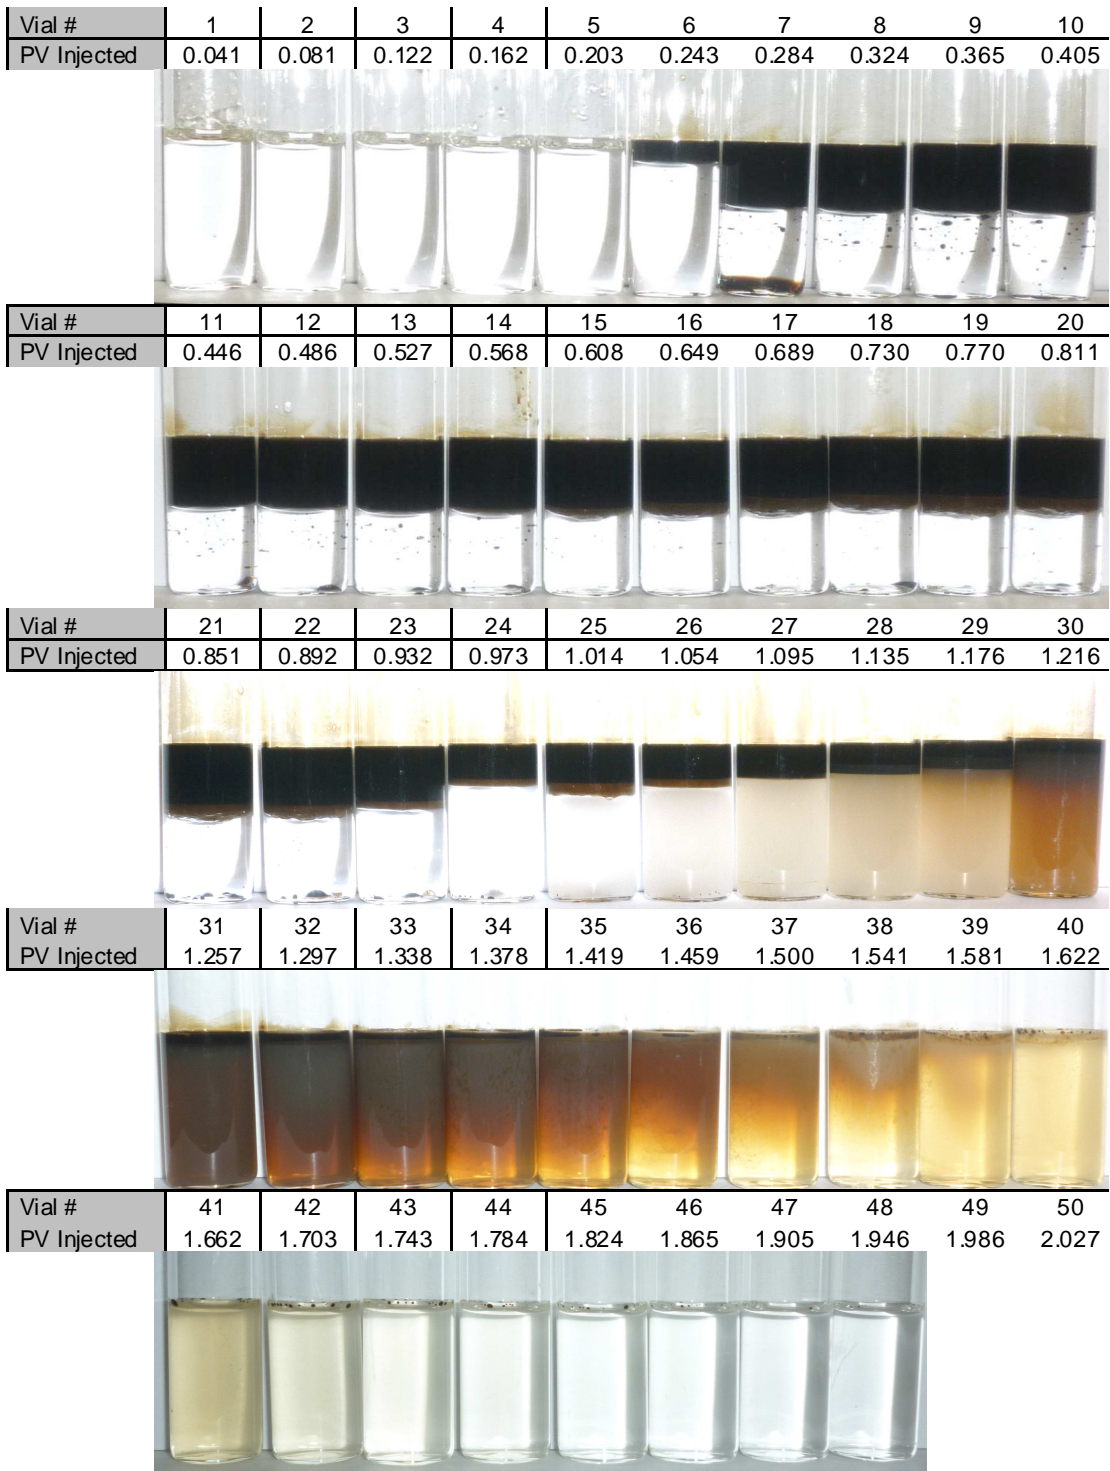 Vial # 1 2 3 4 5 6 7 8 9 10
PV Injected 0.041 0.081 0.122 0.162 0.203 0.243 0.284 0.324 0.365 0.405
Vial # 11 12 13 14 15 16 17 18 19 20
PV Injected 0.446 0.486 0.527 0.568 0.608 0.649 0.689 0.730 0.770 0.811
Vial # 21 22 23 24 25 26 27 28 29 30
PV Injected 0.851 0.892 0.932 0.973 1.014 1.054 1.095 1.135 1.176 1.216
Vial # 31 32 33 34 35 36 37 38 39 40
PV Injected 1.257 1.297 1.338 1.378 1.419 1.459 1.500 1.541 1.581 1.622
Vial # 41 42 43 44 45 46 47 48 49 50
PV Injected 1.662 1.703 1.743 1.784 1.824 1.865 1.905 1.946 1.986 2.027